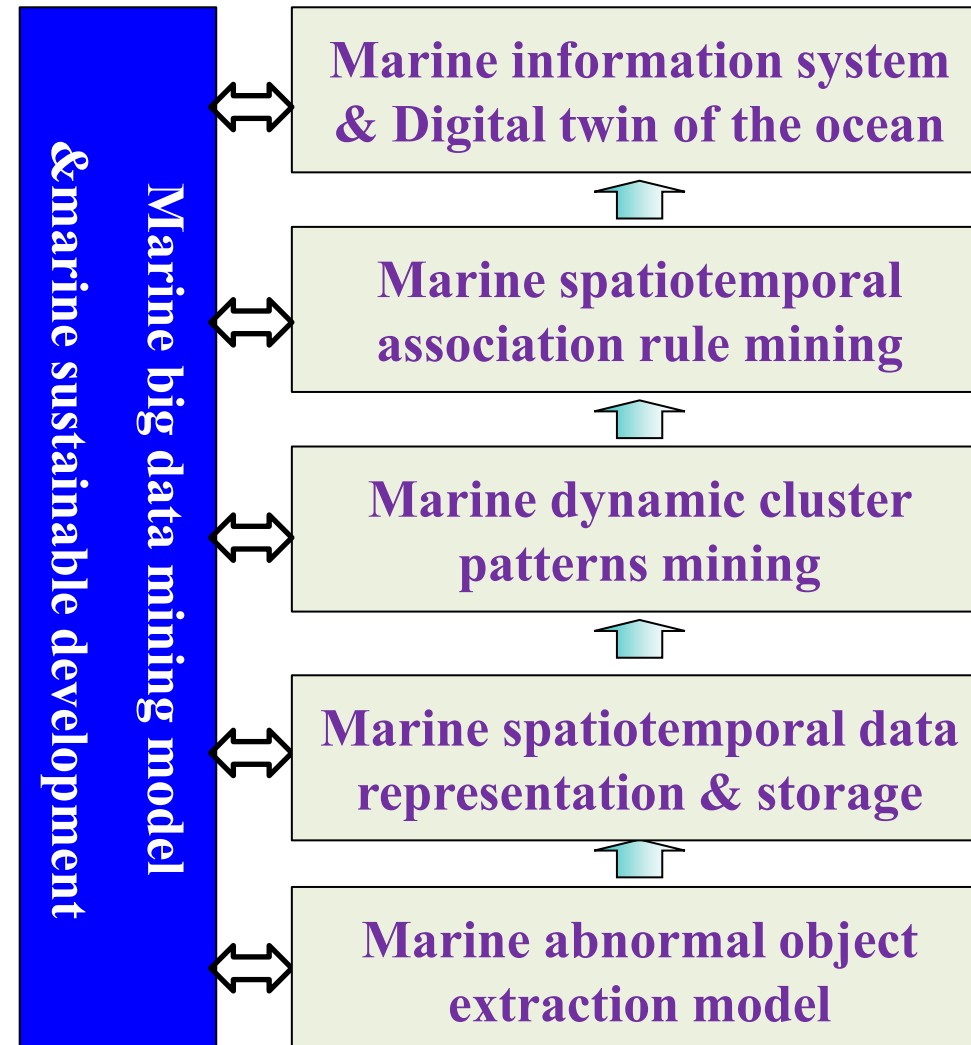 Marine big data mining model
&marine sustainable development
Marine information system
& Digital twin of the ocean
Marine spatiotemporal
association rule mining
Marine dynamic cluster
patterns mining
Marine spatiotemporal data
representation & storage
Marine abnormal object
extraction model